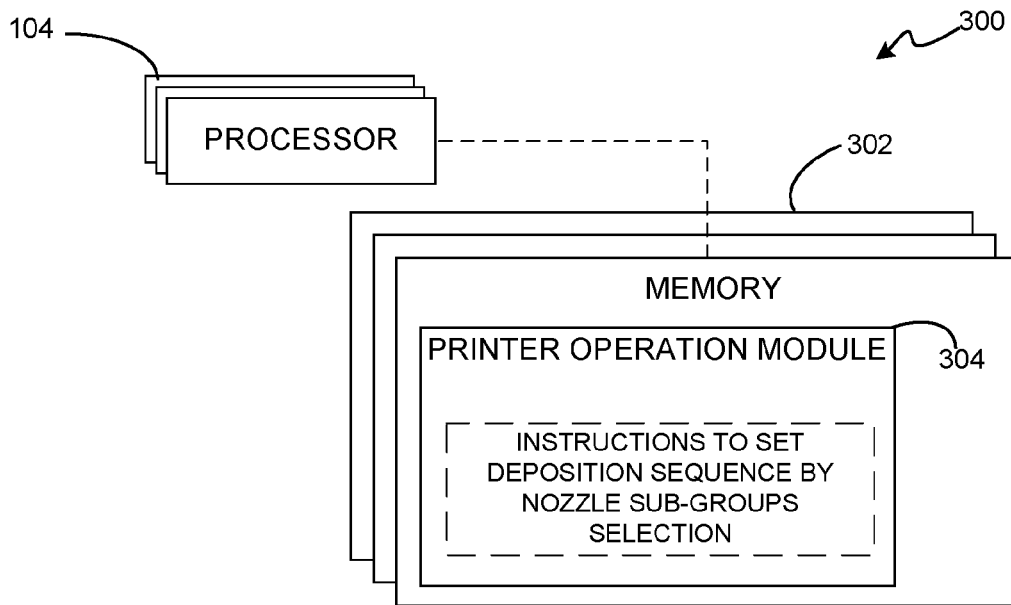 300
104
PROCESSOR
302
MEMORY
PRINTER OPERATION MODULE
304
INSTRUCTIONS TO SET
DEPOSITION SEQUENCE BY
NOZZLE SUB-GROUPS
SELECTION